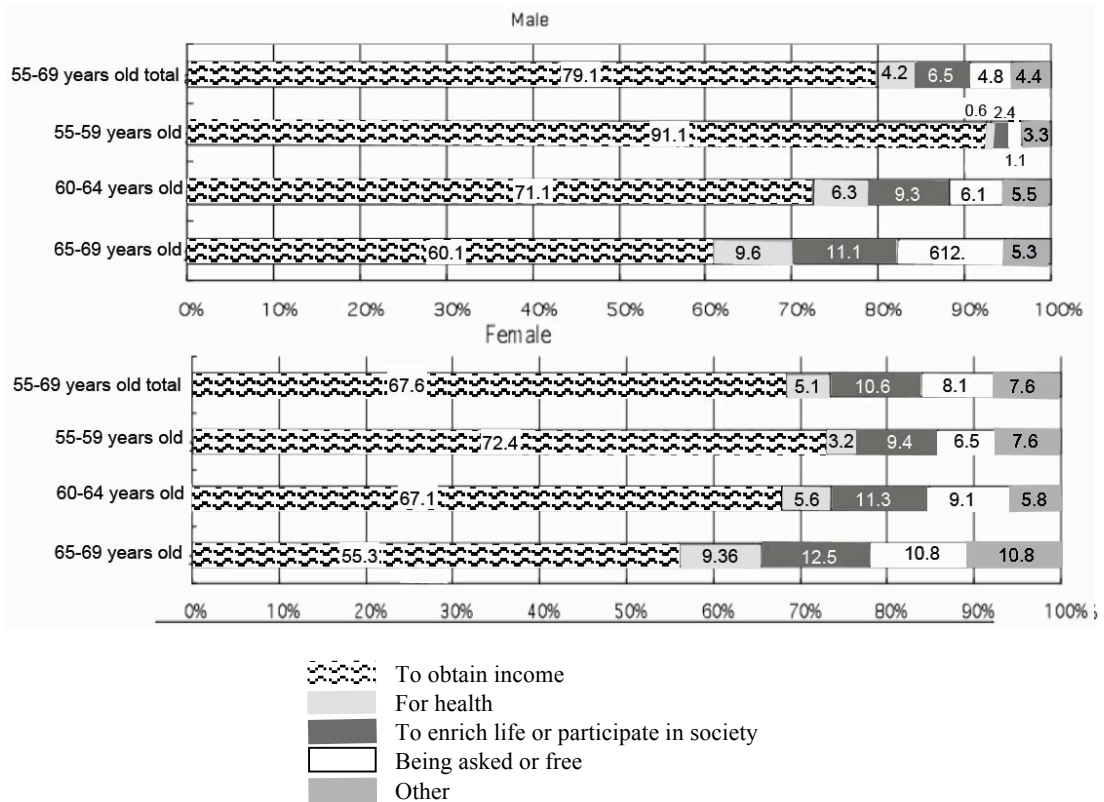 Male
55-69 years old total 79.1 4.2 6.5 4.8 4.4
0.6 2.4
55-59 years old 91.1 3.3
1.1
60-64 years old 71.1 6.3 9.3 6.1 5.5
65-69 years old 60.1 9.6 11.1 612. 5.3
0% 10% 20% 30% 40% 50% 60% 70% 80% 90% 100%
Female
55-69 years old total 67.6 5.1 10.6 8.1 7.6
55-59 years old 72.4 3.2 9.4 6.5 7.6
60-64 years old 67.1 5.6 11.3 9.1 5.8
65-69 years old 55.3 9.36 12.5 10.8 10.8
0% 10% 20% 30% 40% 50% 60% 70% 80% 90% 100%
To obtain income
For health
To enrich life or participate in society
Being asked or free
Other